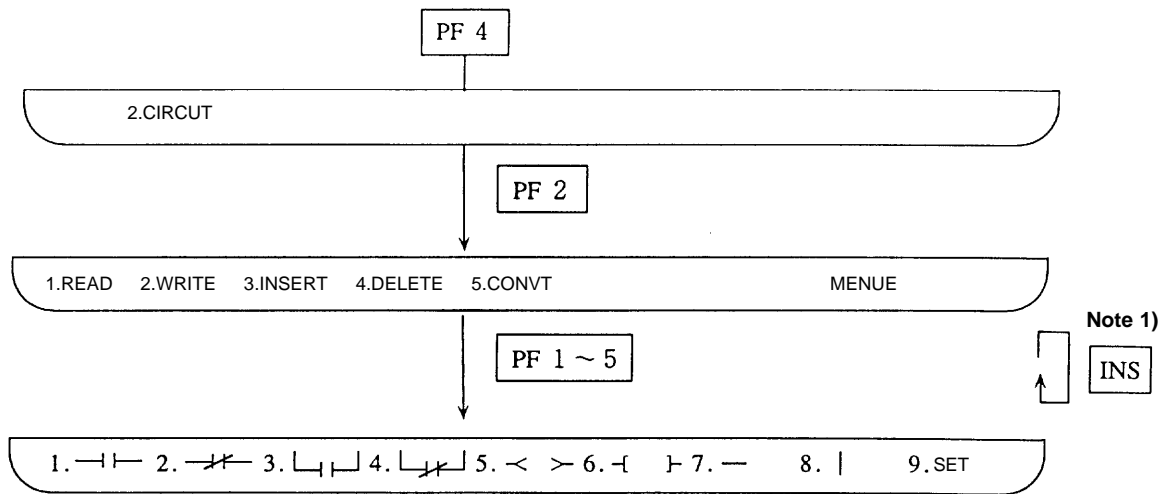 PF 4
2.CIRCUT
PF 2
1.READ 2.WRITE 3.INSERT 4.DELETE 5.CONVT MENUE
PF 1 ~ 5
Note 1)
INS
1. 2. 3. 4. 5. 6. 7. 8. 9.SET